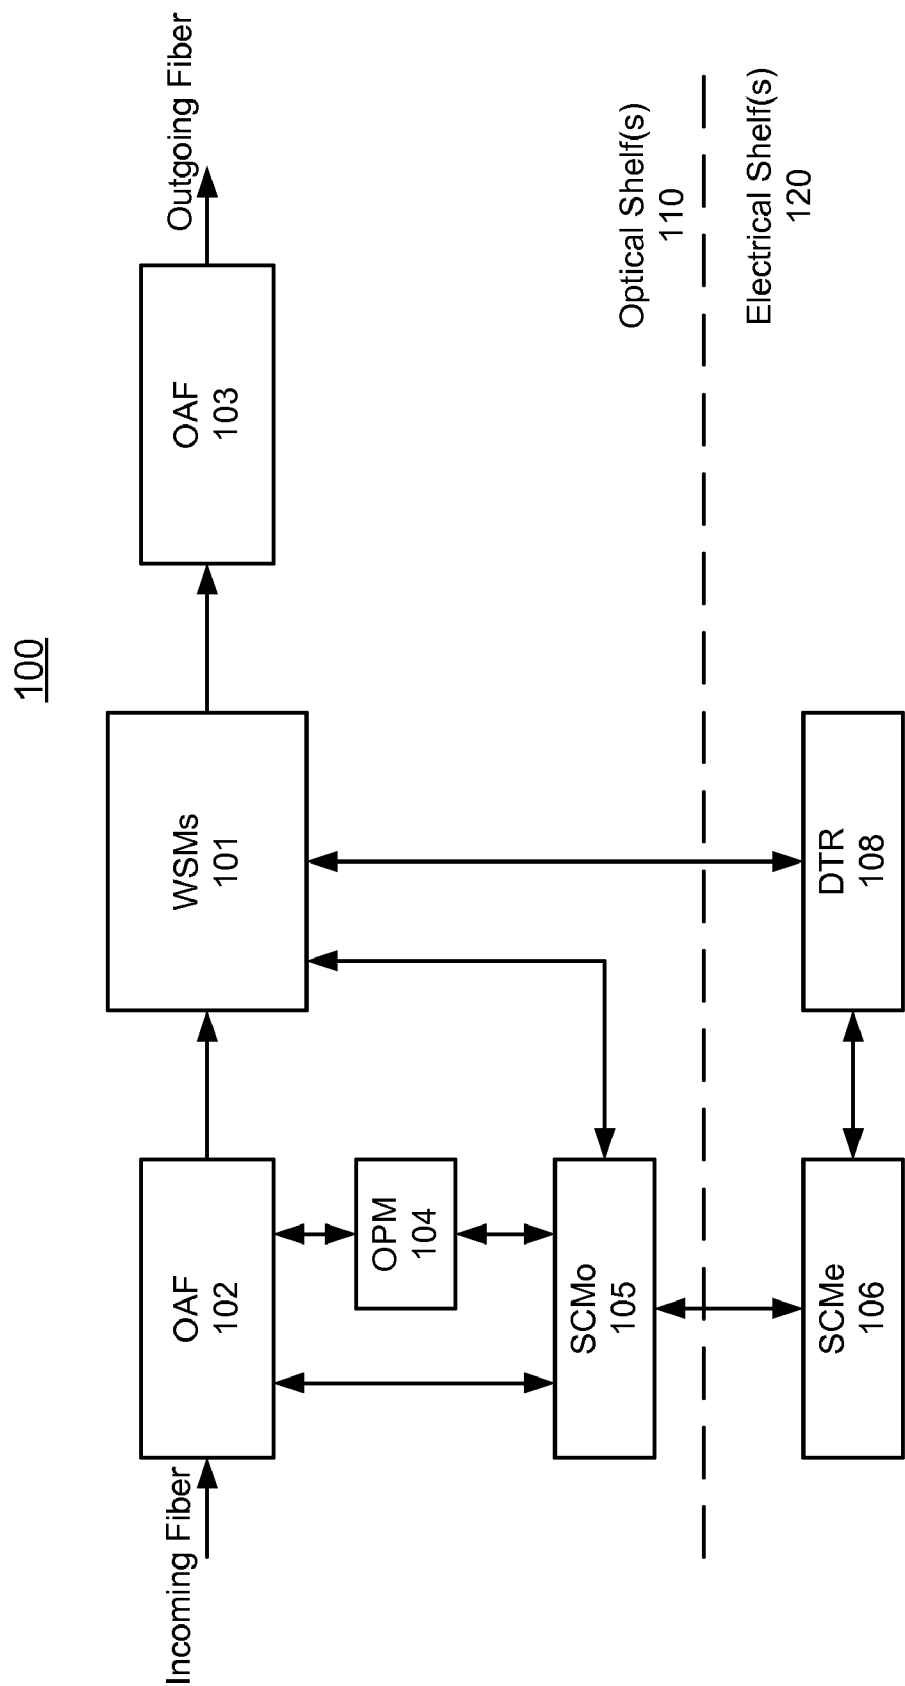 100
Incoming Fiber
OAF
102
WSMs
101
OAF
103
Outgoing Fiber
OPM
104
SCMo
105
Optical Shelf(s)
110
Electrical Shelf(s)
120
SCMe
106
DTR
108